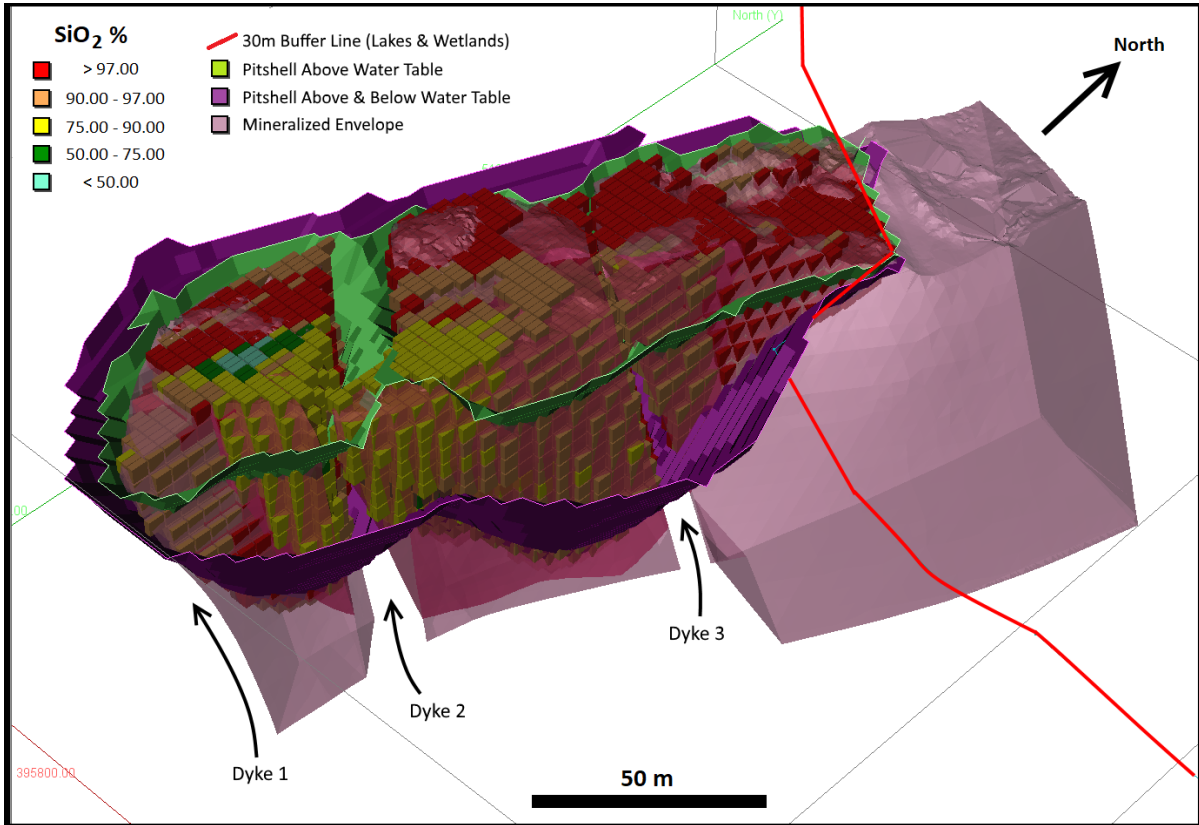 SiO2 %
> 97.00
90.00 - 97.00
75.00 - 90.00
50.00 - 75.00
< 50.00
30m Buffer Line (Lakes & Wetlands)
Pitshell Above Water Table
Pitshell Above & Below Water Table
Mineralized Envelope
North (Y)
North
Dyke 1
Dyke 2
Dyke 3
395800.00
50 m